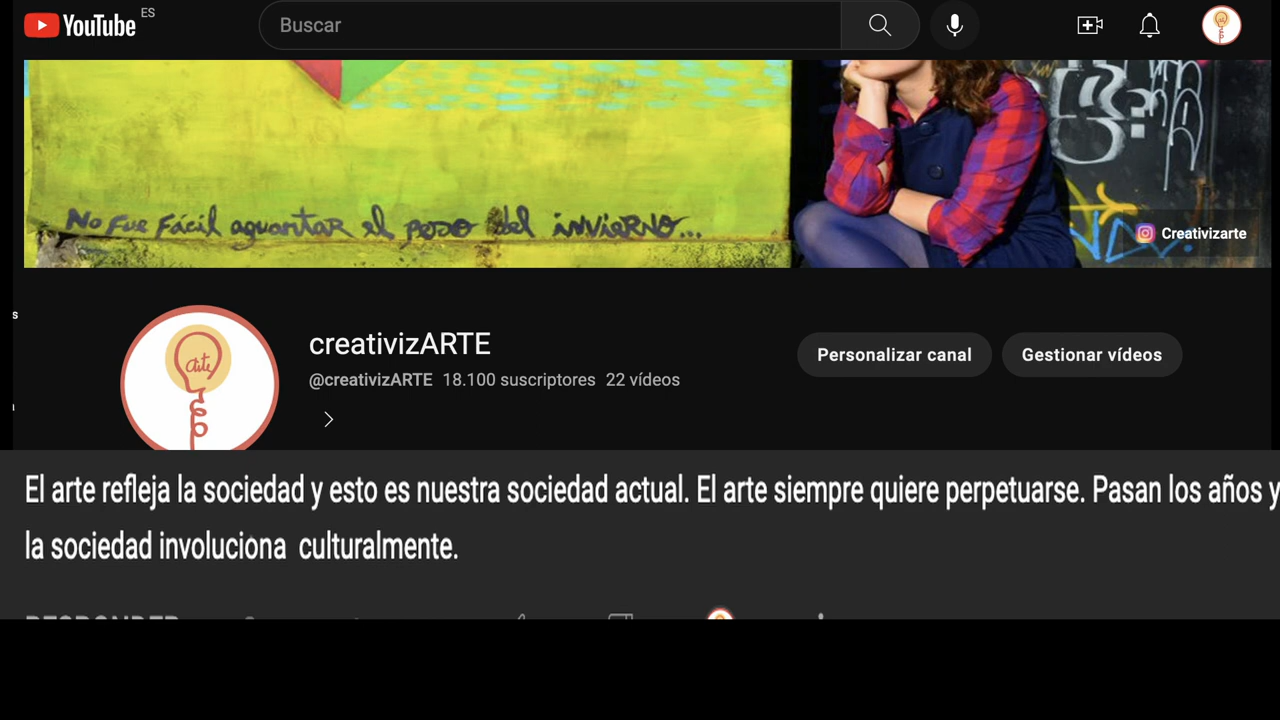 YouTube ES
Buscar
No fue fácil aguantar el peso del invierno...
Creativizarte
s
arte
creativizARTE
Personalizar canal
Gestionar vídeos
@creativizARTE 18.100 suscriptores 22 vídeos
El arte refleja la sociedad y esto es nuestra sociedad actual. El arte siempre quiere perpetuarse. Pasan los años y
la sociedad involuciona culturalmente.